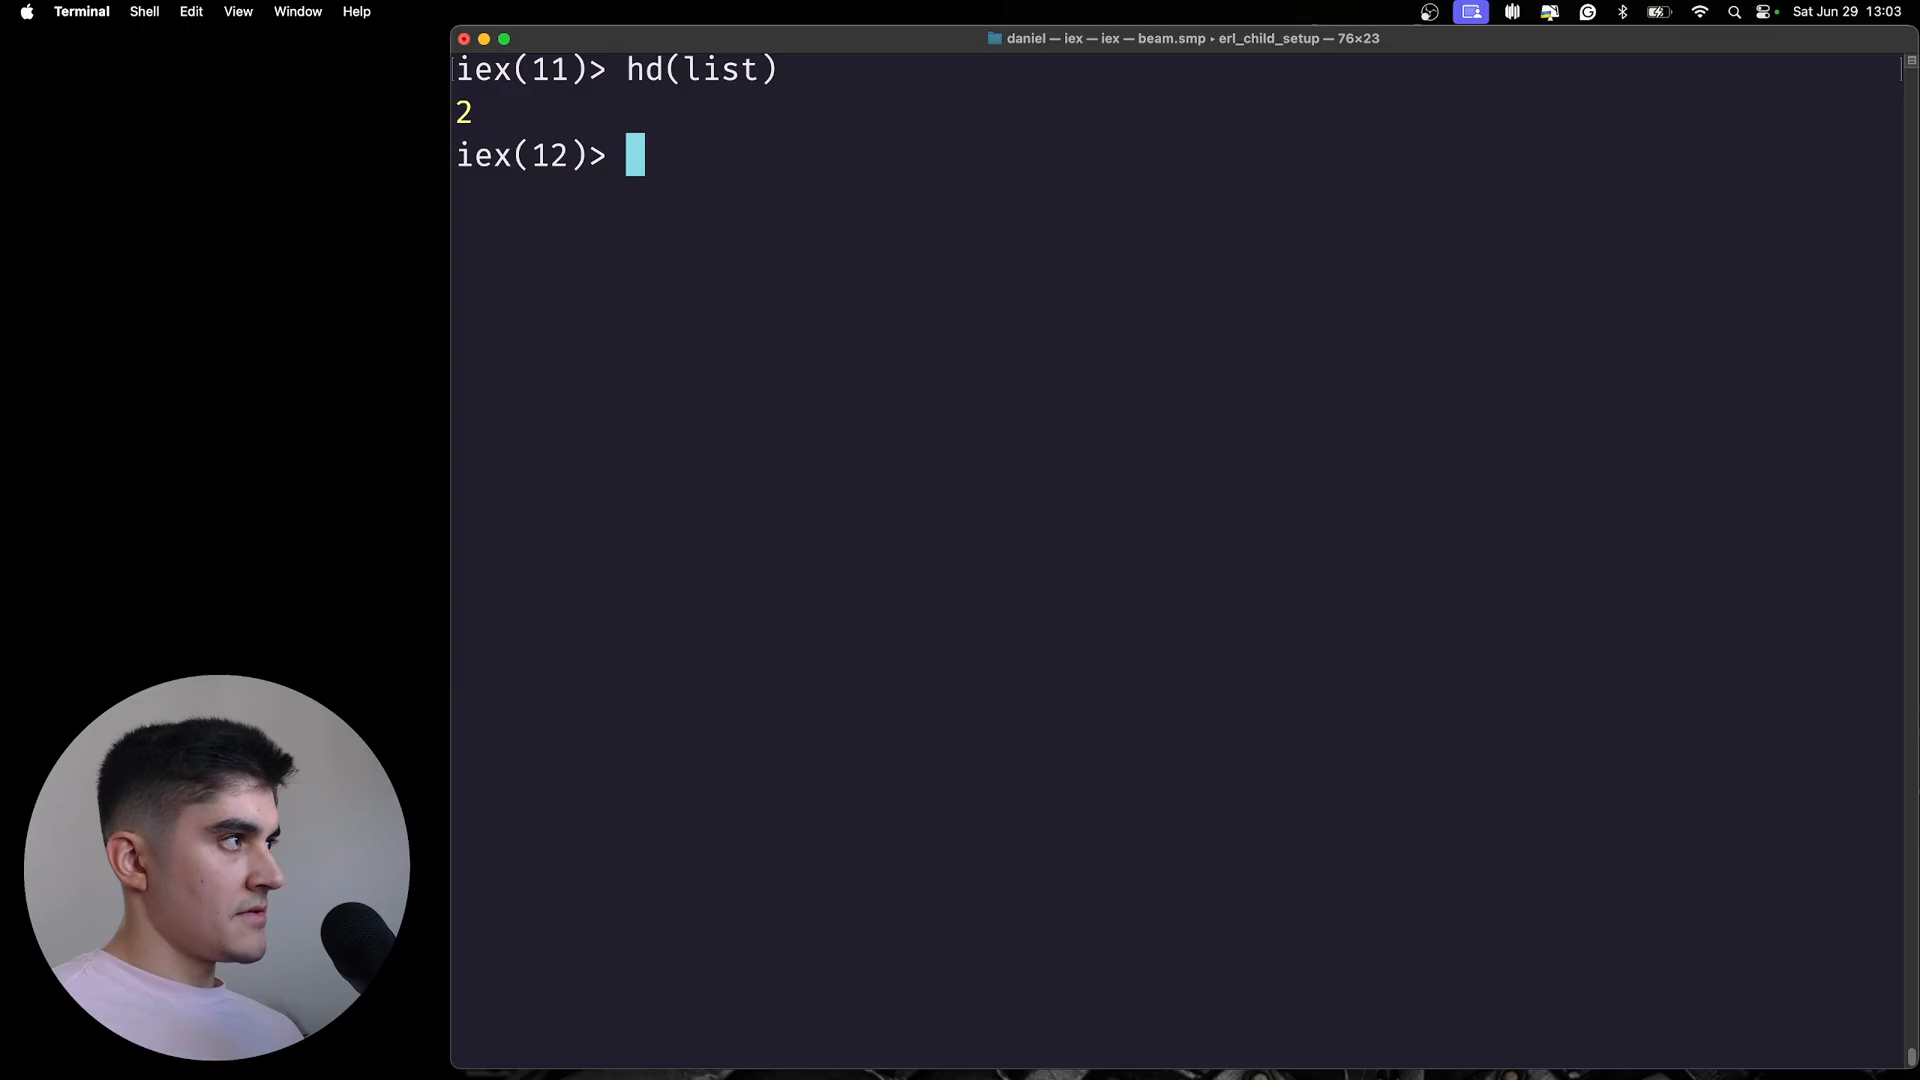 Terminal Shell Edit View Window Help Sat Jun 29 13:03
daniel — iex — iex — beam.smp ▸ erl_child_setup — 76×23
iex(11)> hd(list)
2
iex(12)>